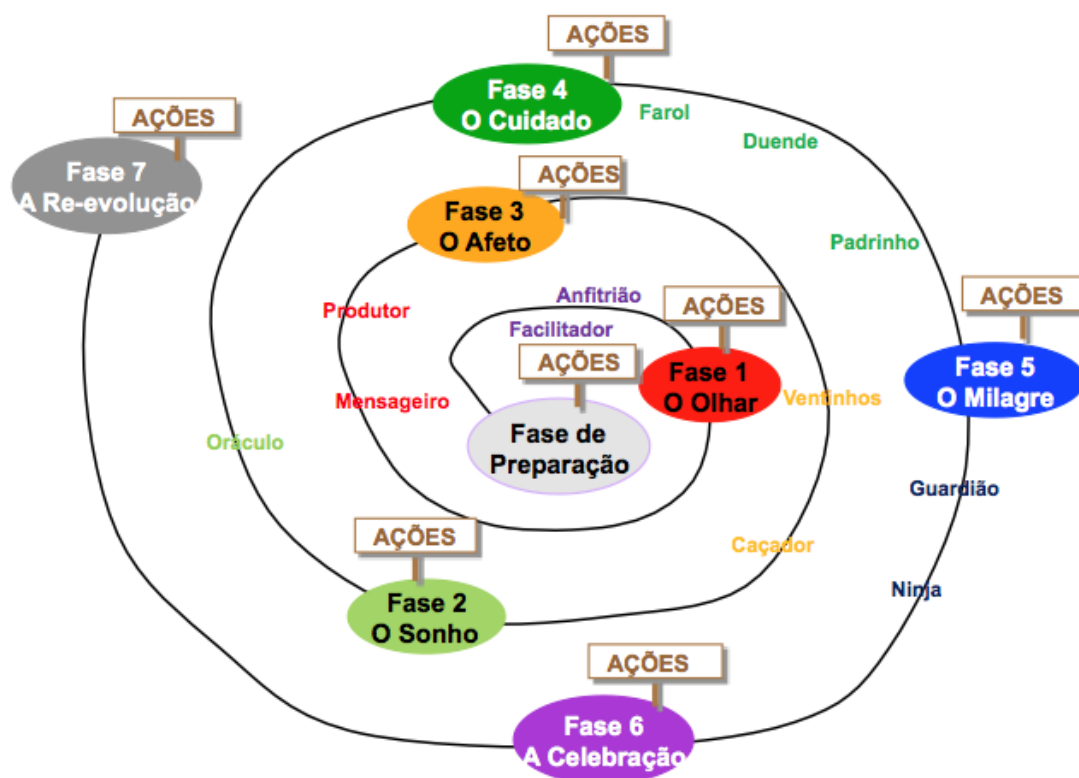 AÇÕES
Fase 4
O Cuidado
Farol
Duende
AÇÕES
Fase 7
A Re-evolução
AÇÕES
Fase 3
O Afeto
Padrinho
Produtor
Anfitrião
Facilitador
AÇÕES
AÇÕES
Fase 5
O Milagre
AÇÕES
Fase 1
O Olhar
Ventinhos
Mensageiro
Fase de
Preparação
Oráculo
Guardião
Caçador
Ninja
AÇÕES
Fase 2
O Sonho
AÇÕES
Fase 6
A Celebração